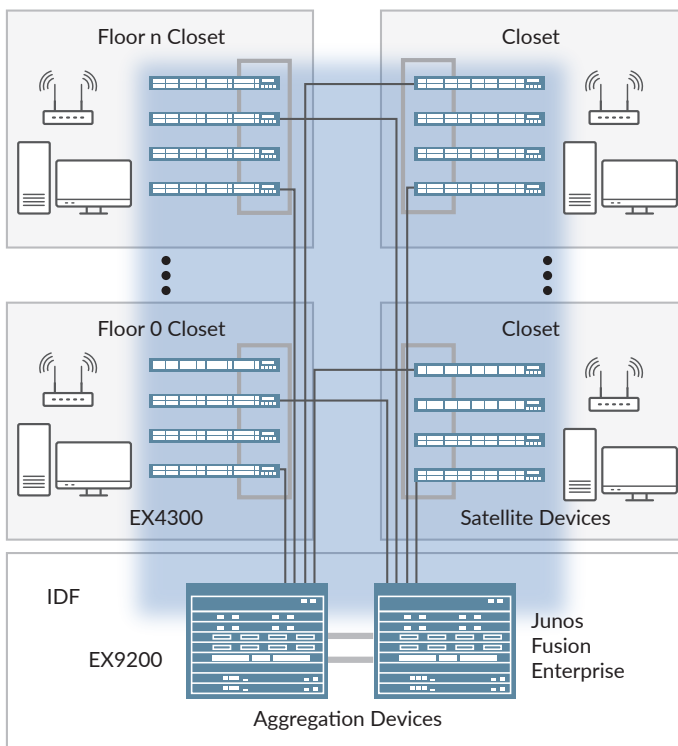 Floor n Closet
Closet
Floor 0 Closet
Closet
EX4300
Satellite Devices
IDF
EX9200
Junos
Fusion
Enterprise
Aggregation Devices